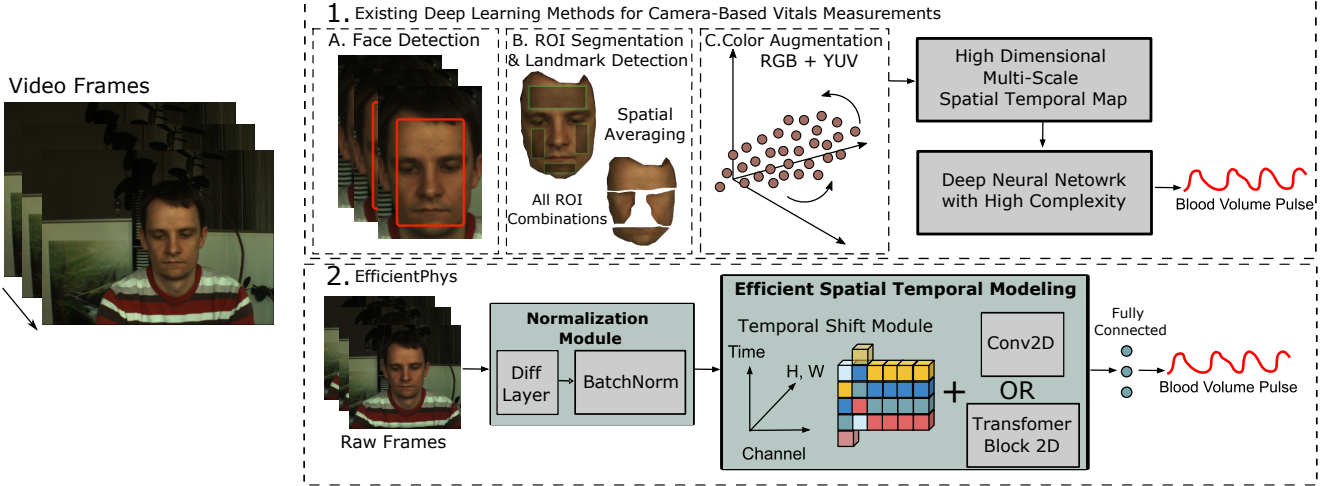 Video Frames
1. Existing Deep Learning Methods for Camera-Based Vitals Measurements
A. Face Detection
B. ROI Segmentation
& Landmark Detection
Spatial
Averaging
All ROI
Combinations
C.Color Augmentation
RGB + YUV
High Dimensional
Multi-Scale
Spatial Temporal Map
Deep Neural Netowrk
with High Complexity
Blood Volume Pulse
2. EfficientPhys
Raw Frames
Normalization
Module
Diff
Layer
BatchNorm
Efficient Spatial Temporal Modeling
Temporal Shift Module
Time
H, W
Channel
+
Conv2D
OR
Transfomer
Block 2D
Fully
Connected
Blood Volume Pulse